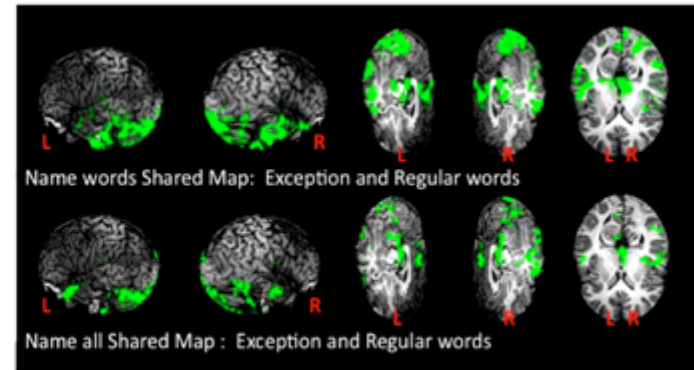 L R L R L R
Name words Shared Map: Exception and Regular words
L R L R L R
Name all Shared Map : Exception and Regular words